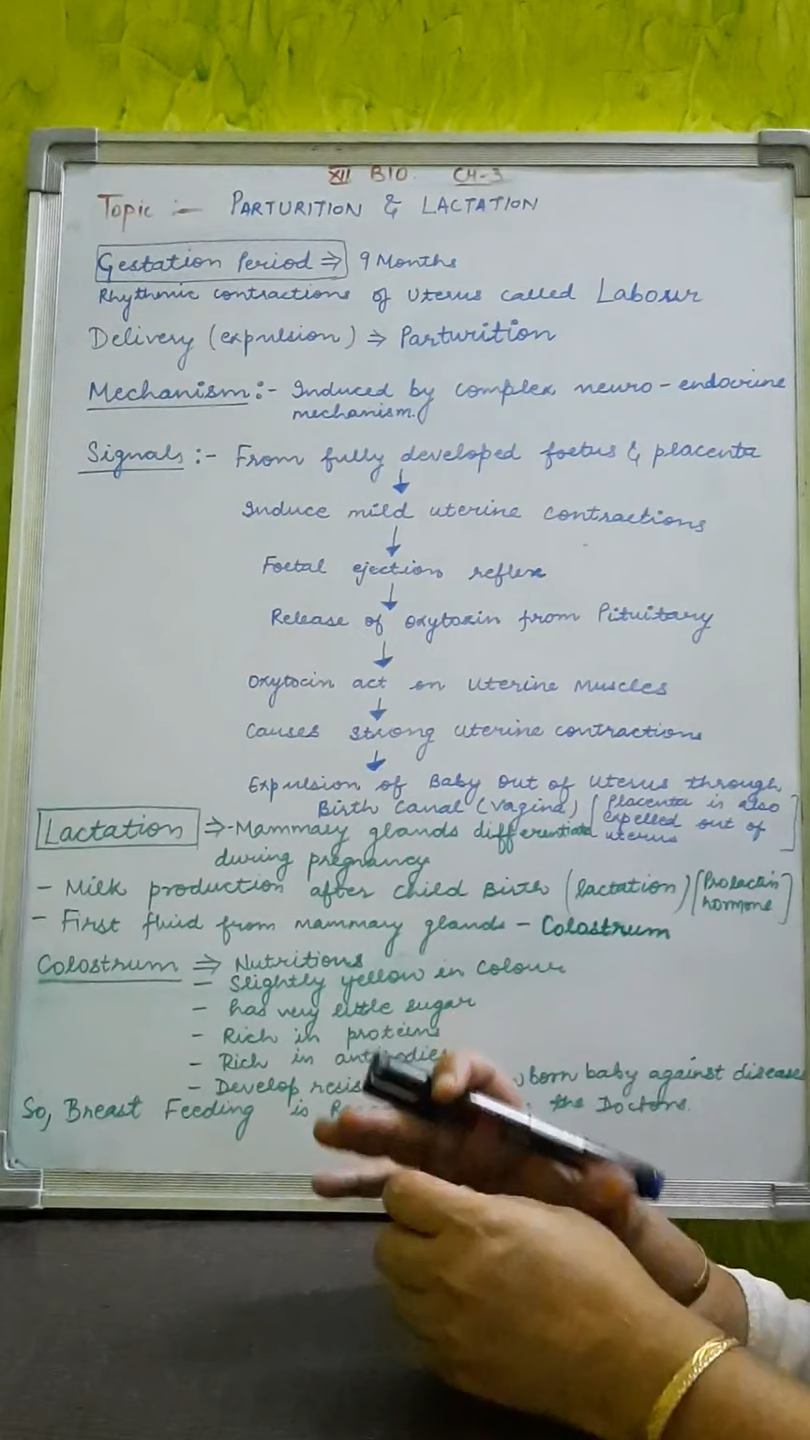 XII BIO. CH-3
Topic :- PARTURITION & LACTATION
Gestation Period ⇒ 9 Months
Rhythmic contractions of Uterus called Labour
Delivery (expulsion) ⇒ Parturition
Mechanism :- Induced by complex neuro-endocrine
mechanism.
Signals :- From fully developed foetus & placenta
↓
Induce mild uterine contractions
↓
Foetal ejection reflex
↓
Release of oxytoxin from Pituitary
↓
Oxytocin act on Uterine Muscles
↓
Causes strong uterine contractions
↓
Expulsion of Baby out of uterus through
Birth canal (vagina) [Placenta is also
expelled out of
uterus]
Lactation ⇒ - Mammary glands differentiate
during pregnancy
- Milk production after child Birth (lactation) [Prolactin
hormone]
- First fluid from mammary glands - Colostrum
Colostrum ⇒ Nutritions
- Slightly yellow in colour
- has very little sugar
- Rich in proteins
- Rich in antibodies
- Develop born baby against disease
So, Breast Feeding is the Doctors.